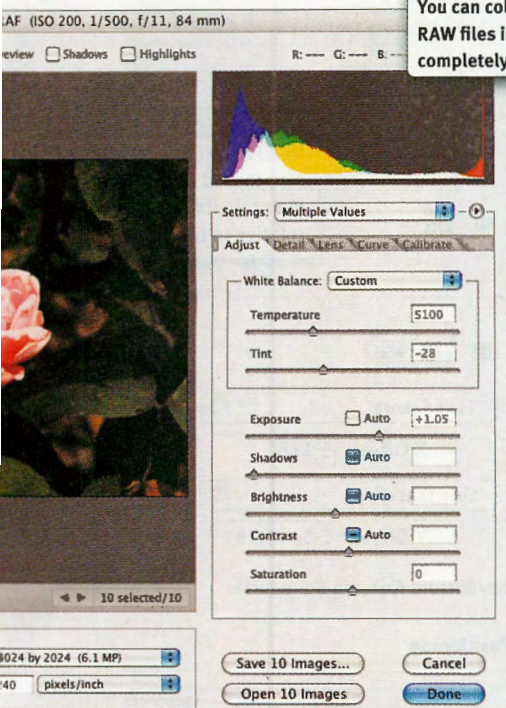 .AF (ISO 200, 1/500, f/11, 84 mm)
You can col
RAW files i
completely
eview Shadows Highlights
R: --- G: --- B: --
Settings: Multiple Values
Adjust Detail Lens Curve Calibrate
White Balance: Custom
Temperature 5100
Tint -28
Exposure Auto +1.05
Shadows Auto
Brightness Auto
Contrast Auto
Saturation 0
10 selected/10
3024 by 2024 (6.1 MP)
240 pixels/inch
Save 10 Images... Cancel
Open 10 Images Done